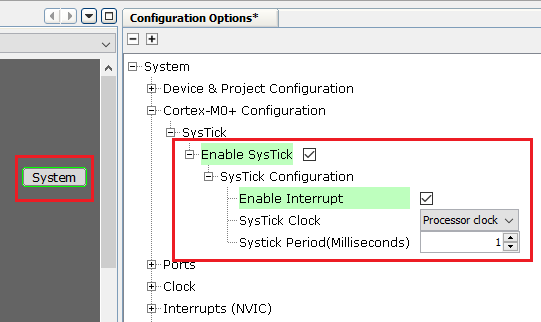 Configuration Options*
System
Device & Project Configuration
Cortex-M0+ Configuration
SysTick
Enable SysTick
System
SysTick Configuration
Enable Interrupt
SysTick Clock Processor clock
Systick Period(Milliseconds) 1
Ports
Clock
Interrupts (NVIC)